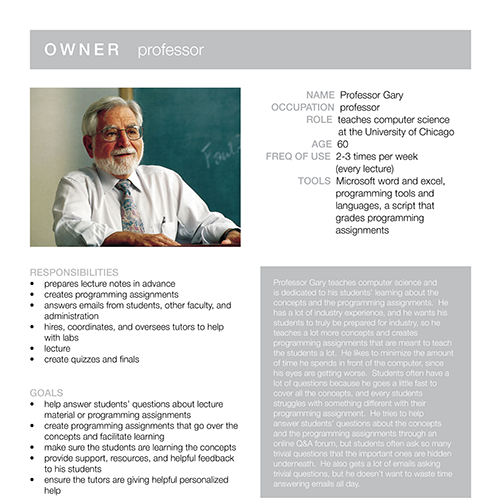 OWNER professor
NAME Professor Gary
OCCUPATION professor
ROLE teaches computer science
at the University of Chicago
AGE 60
FREQ OF USE 2-3 times per week
(every lecture)
TOOLS Microsoft word and excel,
programming tools and
languages, a script that
grades programming
assignments
RESPONSIBILITIES
• prepares lecture notes in advance
• creates programming assignments
• answers emails from students, other faculty, and
administration
• hires, coordinates, and oversees tutors to help
with labs
• lecture
• create quizzes and finals
GOALS
• help answer students' questions about lecture
material or programming assignments
• create programming assignments that go over the
concepts and facilitate learning
• make sure the students are learning the concepts
• provide support, resources, and helpful feedback
to his students
• ensure the tutors are giving helpful personalized
help
Professor Gary teaches computer science and
is dedicated to his students' learning about the
concepts and the programming assignments. He
has a lot of industry experience, and he wants his
students to truly be prepared for industry, so he
teaches a lot more concepts and creates
programming assignments that are meant to teach
the students a lot. He likes to minimize the amount
of time he spends in front of the computer, since
his eyes are getting worse. Students often have a
lot of questions because he goes a little fast to
cover all the concepts, and every students
struggles with something different with their
programming assignment. He tries to help
answer students' questions about the concepts
and the programming assignments through an
online Q&A forum, but students often ask so many
trivial questions that the important ones are hidden
underneath. He also gets a lot of emails asking
trivial questions, but he doesn't want to waste time
answering emails all day.